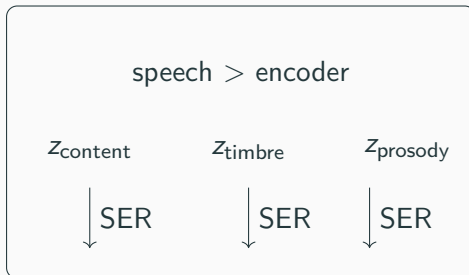 speech > encoder
z_content z_timbre z_prosody
SER SER SER